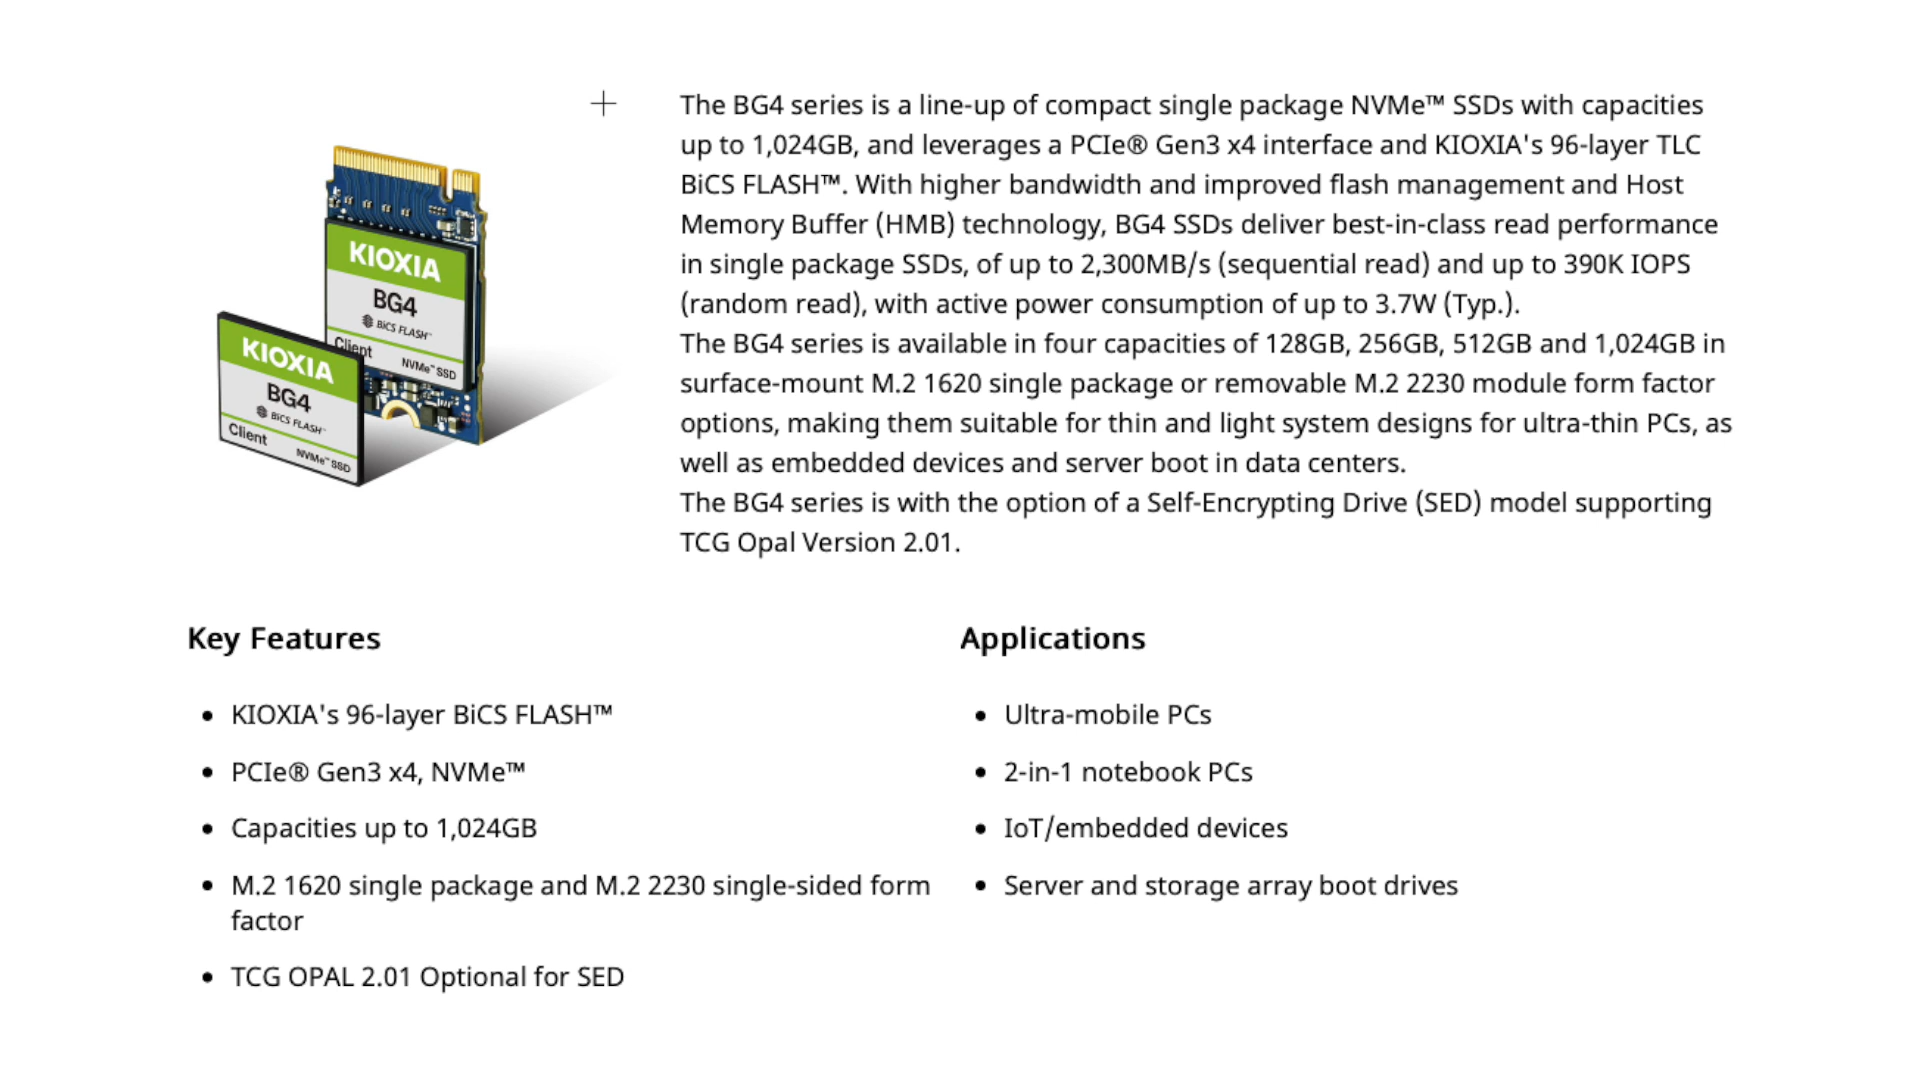 The BG4 series is a line-up of compact single package NVMe™ SSDs with capacities
up to 1,024GB, and leverages a PCIe® Gen3 x4 interface and KIOXIA's 96-layer TLC
BiCS FLASH™. With higher bandwidth and improved flash management and Host
Memory Buffer (HMB) technology, BG4 SSDs deliver best-in-class read performance
in single package SSDs, of up to 2,300MB/s (sequential read) and up to 390K IOPS
(random read), with active power consumption of up to 3.7W (Typ.).
The BG4 series is available in four capacities of 128GB, 256GB, 512GB and 1,024GB in
surface-mount M.2 1620 single package or removable M.2 2230 module form factor
options, making them suitable for thin and light system designs for ultra-thin PCs, as
well as embedded devices and server boot in data centers.
The BG4 series is with the option of a Self-Encrypting Drive (SED) model supporting
TCG Opal Version 2.01.
KIOXIA
BG4
BiCS FLASH™
Client
NVMe™ SSD
KIOXIA
BG4
BiCS FLASH™
Client
NVMe™ SSD
Key Features
• KIOXIA's 96-layer BiCS FLASH™
• PCIe® Gen3 x4, NVMe™
• Capacities up to 1,024GB
• M.2 1620 single package and M.2 2230 single-sided form
factor
• TCG OPAL 2.01 Optional for SED
Applications
• Ultra-mobile PCs
• 2-in-1 notebook PCs
• IoT/embedded devices
• Server and storage array boot drives